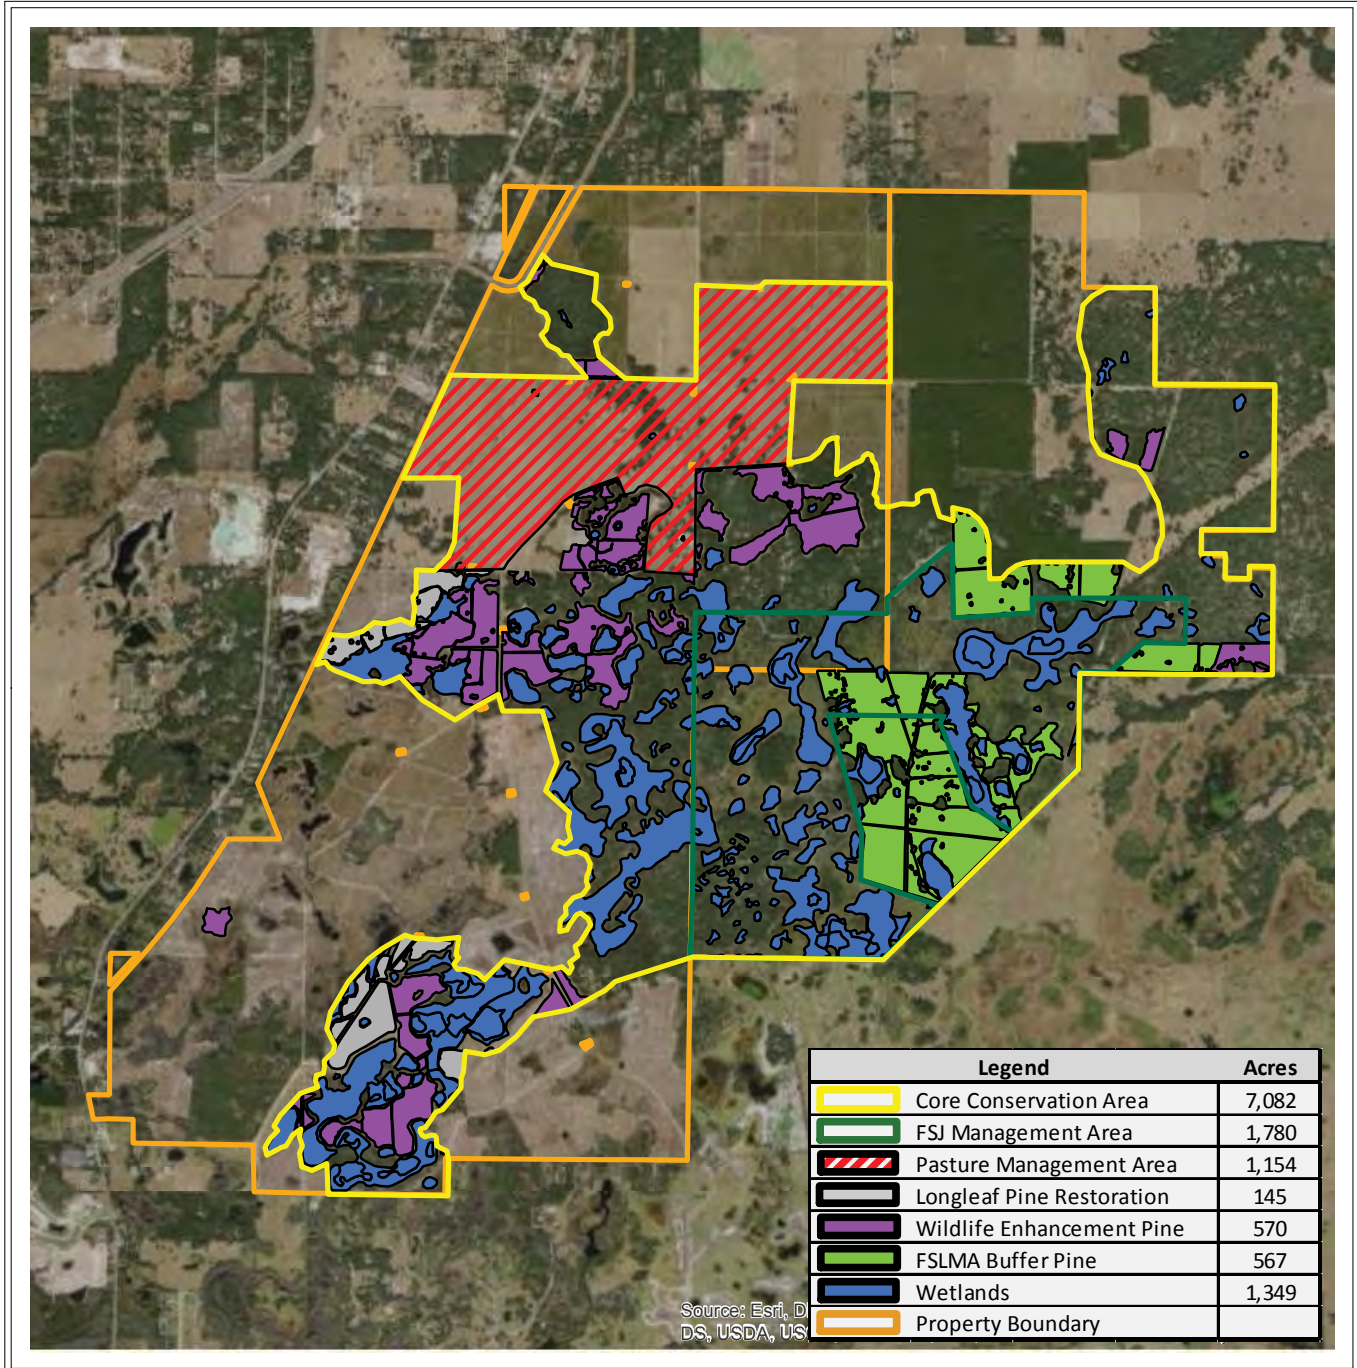 Legend Acres
Core Conservation Area 7,082
FSJ Management Area 1,780
Pasture Management Area 1,154
Longleaf Pine Restoration 145
Wildlife Enhancement Pine 570
FSLMA Buffer Pine 567
Wetlands 1,349
Property Boundary
Source: Esri, D
DS, USDA, US